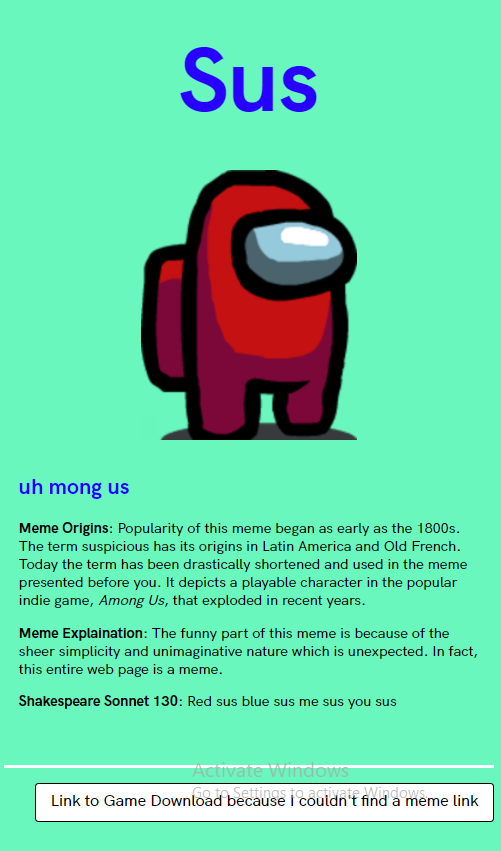 Sus
uh mong us
Meme Origins: Popularity of this meme began as early as the 1800s.
The term suspicious has its origins in Latin America and Old French.
Today the term has been drastically shortened and used in the meme
presented before you. It depicts a playable character in the popular
indie game, Among Us, that exploded in recent years.
Meme Explaination: The funny part of this meme is because of the
sheer simplicity and unimaginative nature which is unexpected. In fact,
this entire web page is a meme.
Shakespeare Sonnet 130: Red sus blue sus me sus you sus
Activate Windows
Go to Settings to activate Windows.
Link to Game Download because I couldn't find a meme link